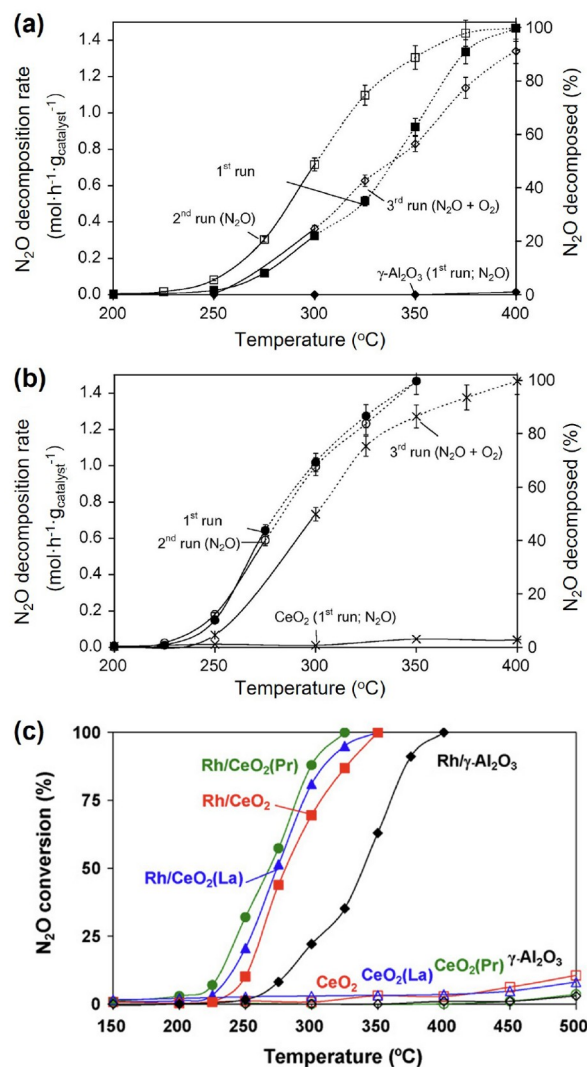 (a)
N₂O decomposition rate
(mol·h⁻¹·g_catalyst⁻¹)
1.4
1.2
1.0
0.8
0.6
0.4
0.2
0.0
1ˢᵗ run
2ⁿᵈ run (N₂O)
3ʳᵈ run (N₂O + O₂)
γ-Al₂O₃ (1ˢᵗ run; N₂O)
100
80
60
40
20
0
N₂O decomposed (%)
200 250 300 350 400
Temperature (°C)
(b)
N₂O decomposition rate
(mol·h⁻¹·g_catalyst⁻¹)
1.4
1.2
1.0
0.8
0.6
0.4
0.2
0.0
3ʳᵈ run (N₂O + O₂)
1ˢᵗ run
2ⁿᵈ run (N₂O)
CeO₂ (1ˢᵗ run; N₂O)
100
80
60
40
20
0
N₂O decomposed (%)
200 250 300 350 400
Temperature (°C)
(c)
N₂O conversion (%)
100
75
50
25
0
Rh/CeO₂(Pr)
Rh/γ-Al₂O₃
Rh/CeO₂
Rh/CeO₂(La)
CeO₂ CeO₂(La) CeO₂(Pr) γ-Al₂O₃
150 200 250 300 350 400 450 500
Temperature (ºC)